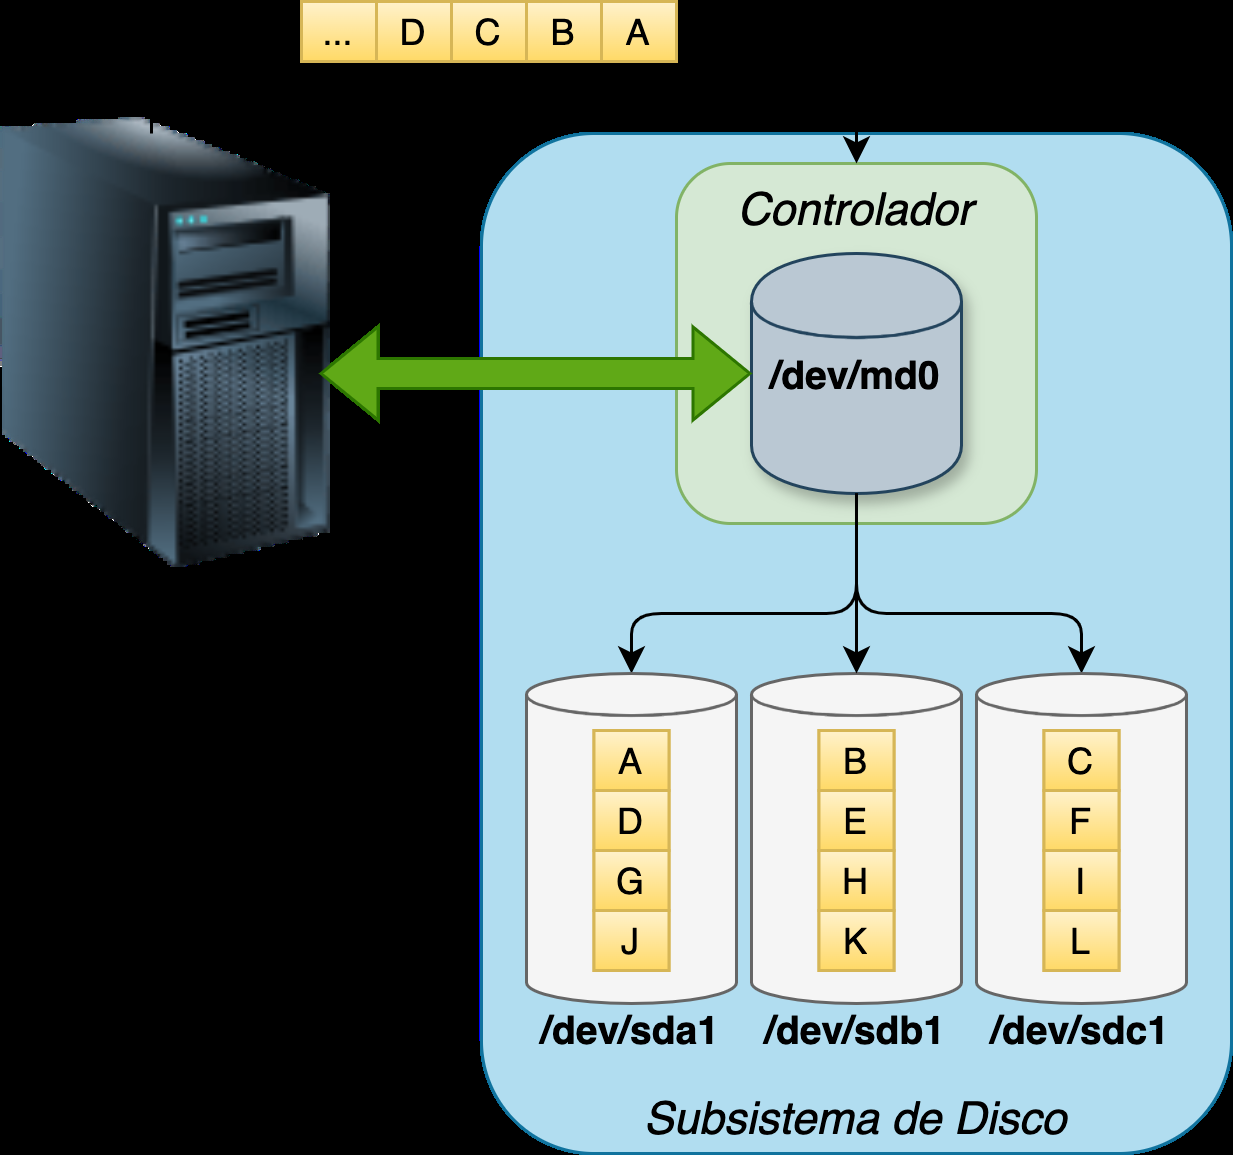 ... D C B A
Controlador
/dev/md0
A B C
D E F
G H I
J K L
/dev/sda1 /dev/sdb1 /dev/sdc1
Subsistema de Disco